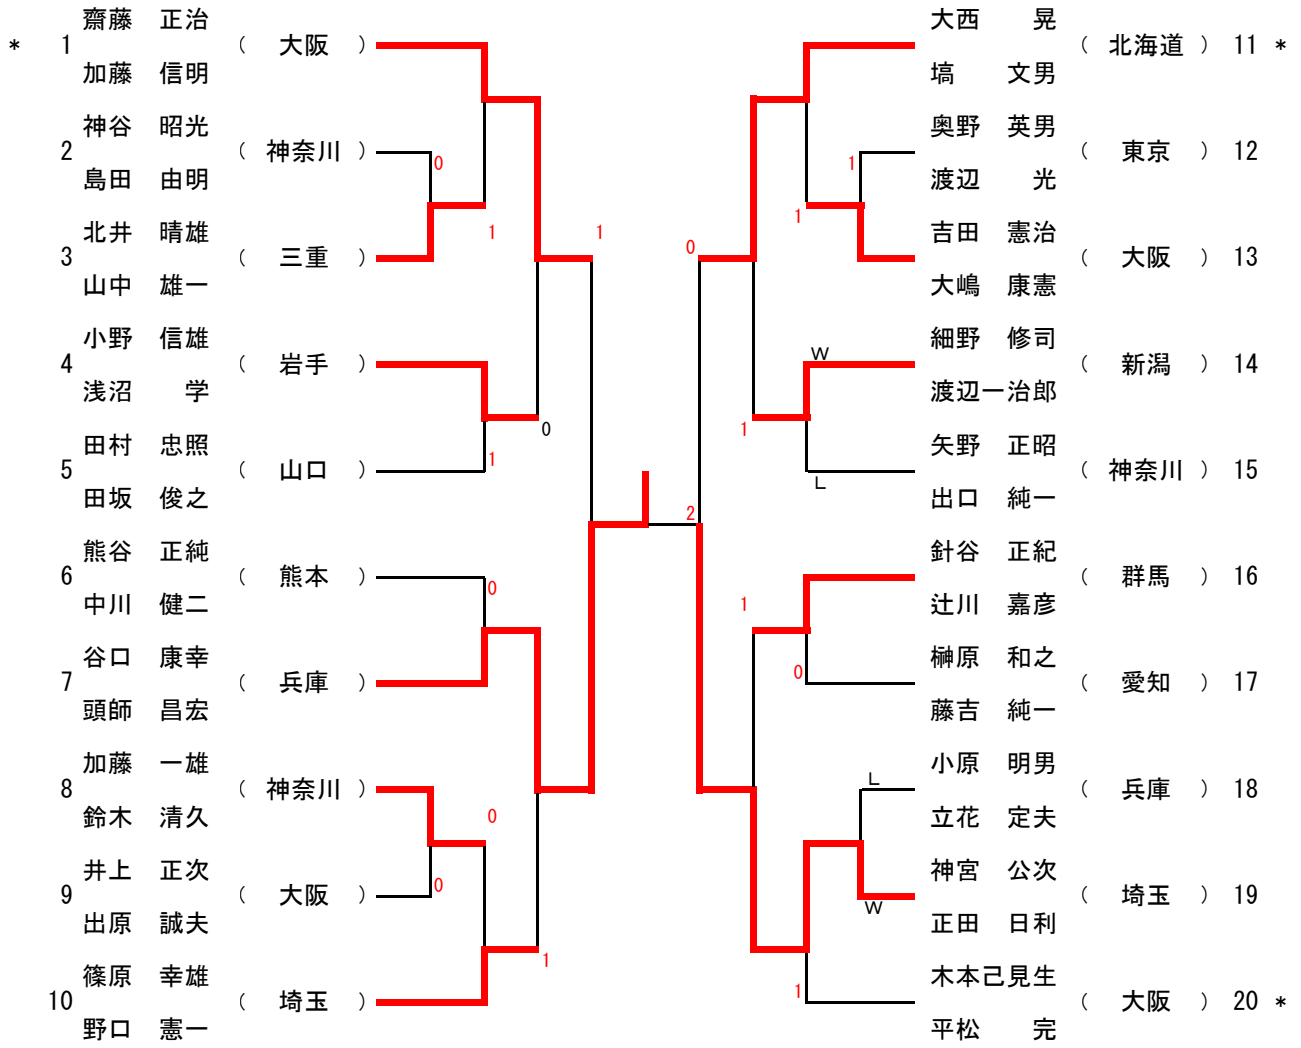 齋藤 正治
* 1 ( 大阪 )
加藤 信明
神谷 昭光
2 ( 神奈川 ) 0
島田 由明
北井 晴雄 1 1
3 ( 三重 )
山中 雄一
小野 信雄
4 ( 岩手 )
浅沼 学
0
田村 忠照
5 ( 山口 ) 1
田坂 俊之
熊谷 正純
6 ( 熊本 ) 0
中川 健二
谷口 康幸
7 ( 兵庫 )
頭師 昌宏
加藤 一雄
8 ( 神奈川 )
鈴木 清久 0
井上 正次
9 ( 大阪 ) 0
出原 誠夫
1
篠原 幸雄
10 ( 埼玉 )
野口 憲一
大西 晃
( 北海道 ) 11 *
塙 文男
奥野 英男
1 ( 東京 ) 12
渡辺 光
1
吉田 憲治
0 ( 大阪 ) 13
大嶋 康憲
細野 修司
W ( 新潟 ) 14
渡辺一治郎
1
矢野 正昭
L ( 神奈川 ) 15
出口 純一
2
針谷 正紀
( 群馬 ) 16
辻川 嘉彦
1
榊原 和之
0 ( 愛知 ) 17
藤吉 純一
小原 明男
L ( 兵庫 ) 18
立花 定夫
神宮 公次
W ( 埼玉 ) 19
正田 日利
木本己見生
1 ( 大阪 ) 20 *
平松 完